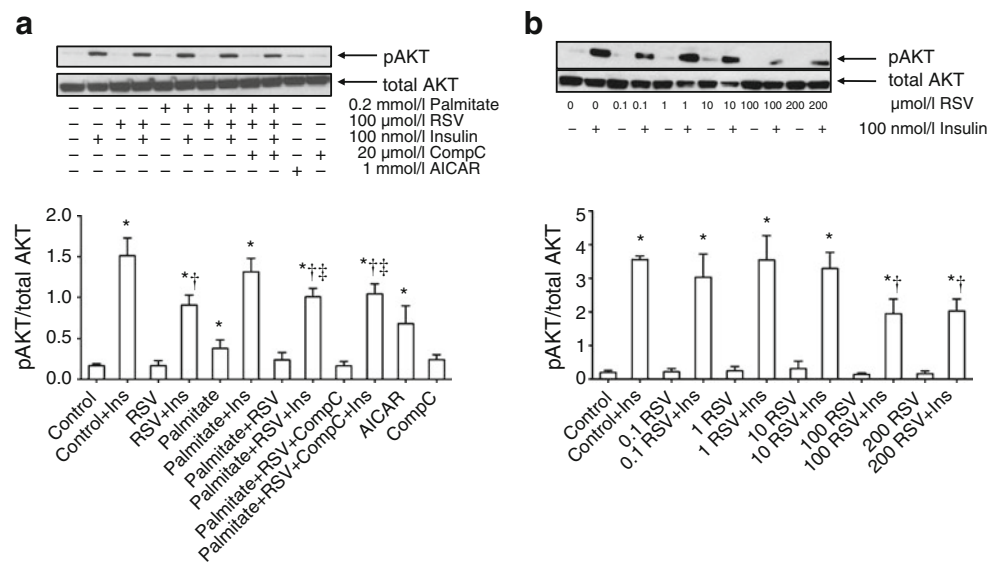 a
pAKT
total AKT
– – – – + + + + + + – – 0.2 mmol/l Palmitate
– – + + – – + + + + – – 100 µmol/l RSV
– + – + – + – + – + – – 100 nmol/l Insulin
– – – – – – – – + + – + 20 µmol/l CompC
– – – – – – – – – – + – 1 mmol/l AICAR
pAKT/total AKT
2.0
1.5
1.0
0.5
0.0
* *† * * *†‡ *†‡ *
Control
Control+Ins
RSV
RSV+Ins
Palmitate
Palmitate+Ins
Palmitate+RSV
Palmitate+RSV+Ins
Palmitate+RSV+CompC
Palmitate+RSV+CompC+Ins
AICAR
CompC
b
pAKT
total AKT
0 0 0.1 0.1 1 1 10 10 100 100 200 200 µmol/l RSV
– + – + – + – + – + – + 100 nmol/l Insulin
pAKT/total AKT
5
4
3
2
1
0
* * * * *† *†
Control
Control+Ins
0.1 RSV
0.1 RSV+Ins
1 RSV
1 RSV+Ins
10 RSV
10 RSV+Ins
100 RSV
100 RSV+Ins
200 RSV
200 RSV+Ins